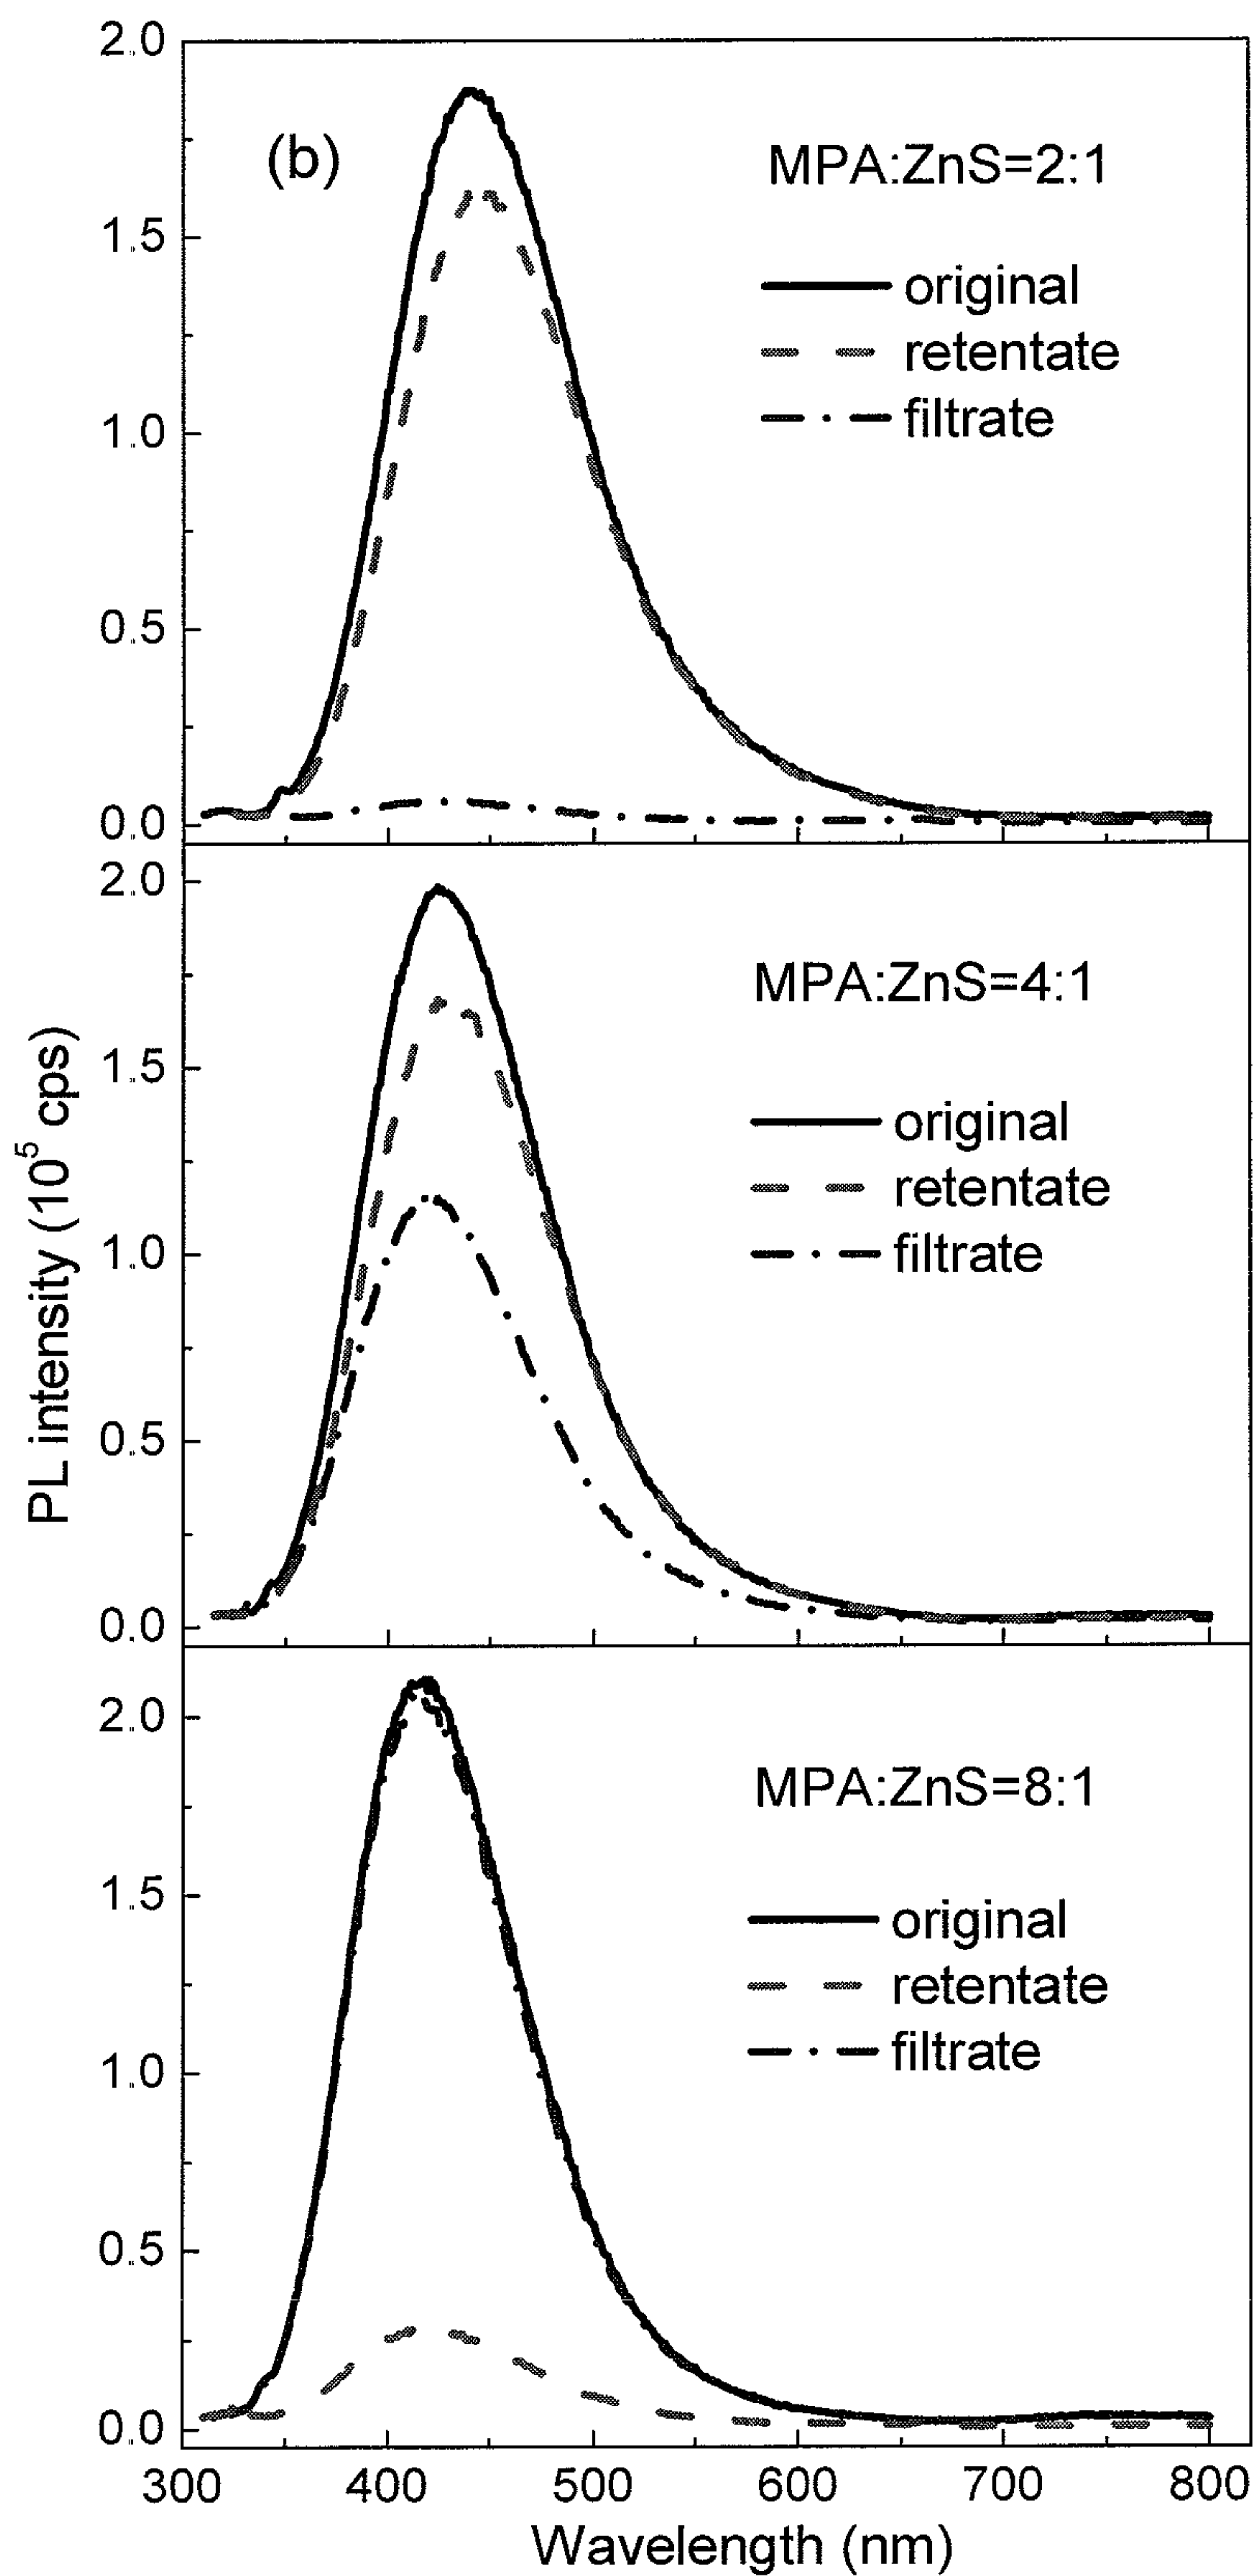 2.0
(b)
MPA:ZnS=2:1
1.5
original
retentate
filtrate
1.0
0.5
0.0
2.0
MPA:ZnS=4:1
1.5
original
retentate
filtrate
1.0
0.5
0.0
PL intensity (10⁵ cps)
2.0
MPA:ZnS=8:1
1.5
original
retentate
filtrate
1.0
0.5
0.0
300 400 500 600 700 800
Wavelength (nm)